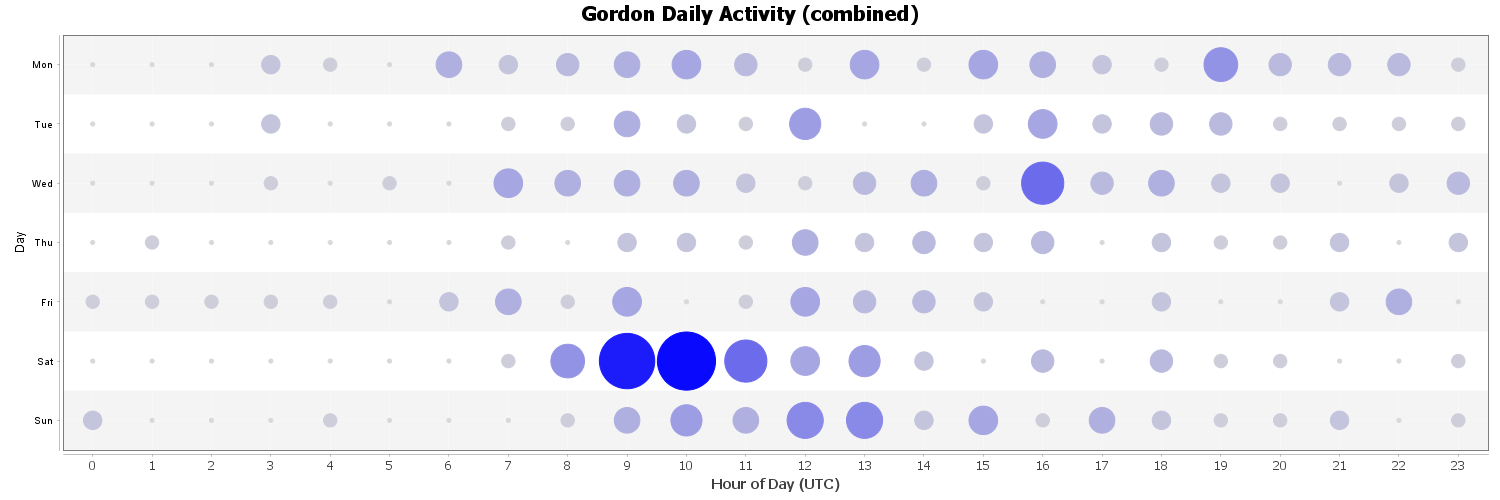 Gordon Daily Activity (combined)
Day
Mon
Tue
Wed
Thu
Fri
Sat
Sun
0 1 2 3 4 5 6 7 8 9 10 11 12 13 14 15 16 17 18 19 20 21 22 23
Hour of Day (UTC)